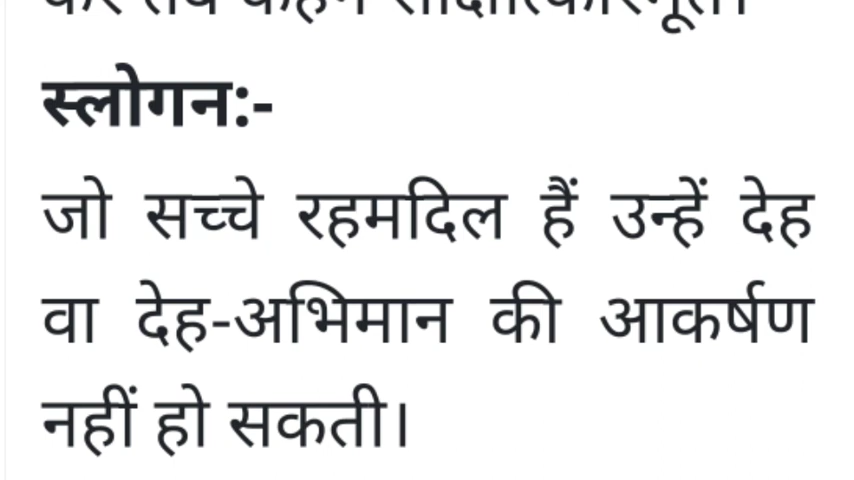 स्लोगन:-
जो सच्चे रहमदिल हैं उन्हें देह
वा देह-अभिमान की आकर्षण
नहीं हो सकती।